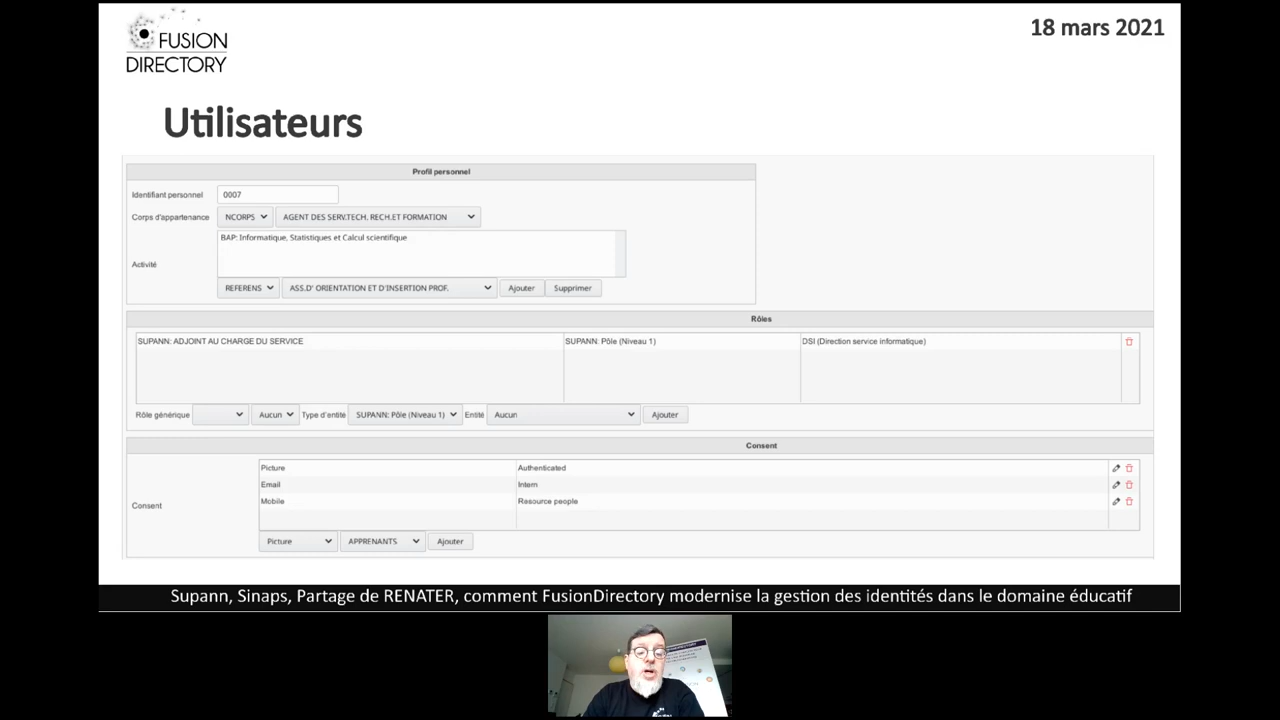 FUSION
DIRECTORY
18 mars 2021
Utilisateurs
Profil personnel
Identifiant personnel 0007
Corps d'appartenance NCORPS AGENT DES SERV.TECH. RECH.ET FORMATION
BAP: Informatique, Statistiques et Calcul scientifique
Activité
REFERENS ASS.D' ORIENTATION ET D'INSERTION PROF. Ajouter Supprimer
Rôles
SUPANN: ADJOINT AU CHARGE DU SERVICE SUPANN: Pôle (Niveau 1) DSI (Direction service informatique)
Rôle générique Aucun Type d'entite SUPANN: Pôle (Niveau 1) Entité Aucun Ajouter
Consent
Picture Authenticated
Email Intern
Mobile Resource people
Consent
Picture APPRENANTS Ajouter
Supann, Sinaps, Partage de RENATER, comment FusionDirectory modernise la gestion des identités dans le domaine éducatif